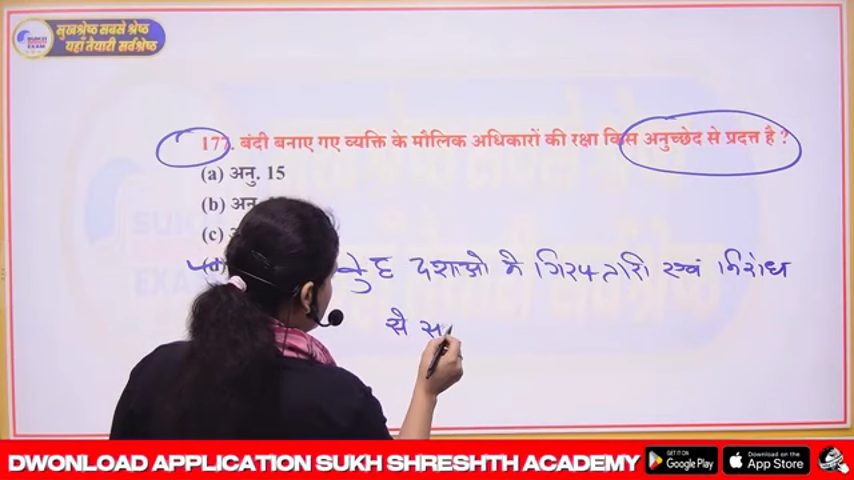 सुखश्रेष्ठ सबसे श्रेष्ठ
यहाँ तैयारी सर्वश्रेष्ठ
EXAM
177. बंदी बनाए गए व्यक्ति के मौलिक अधिकारों की रक्षा किस अनुच्छेद से प्रदत्त है ?
(a) अनु. 15
(b) अनु
(c)
(d)
कुछ दशाओ मे गिरफ्तारी एवं निरोध
से स
DWONLOAD APPLICATION SUKH SHRESHTH ACADEMY
GET IT ON
Google Play
Download on the
App Store